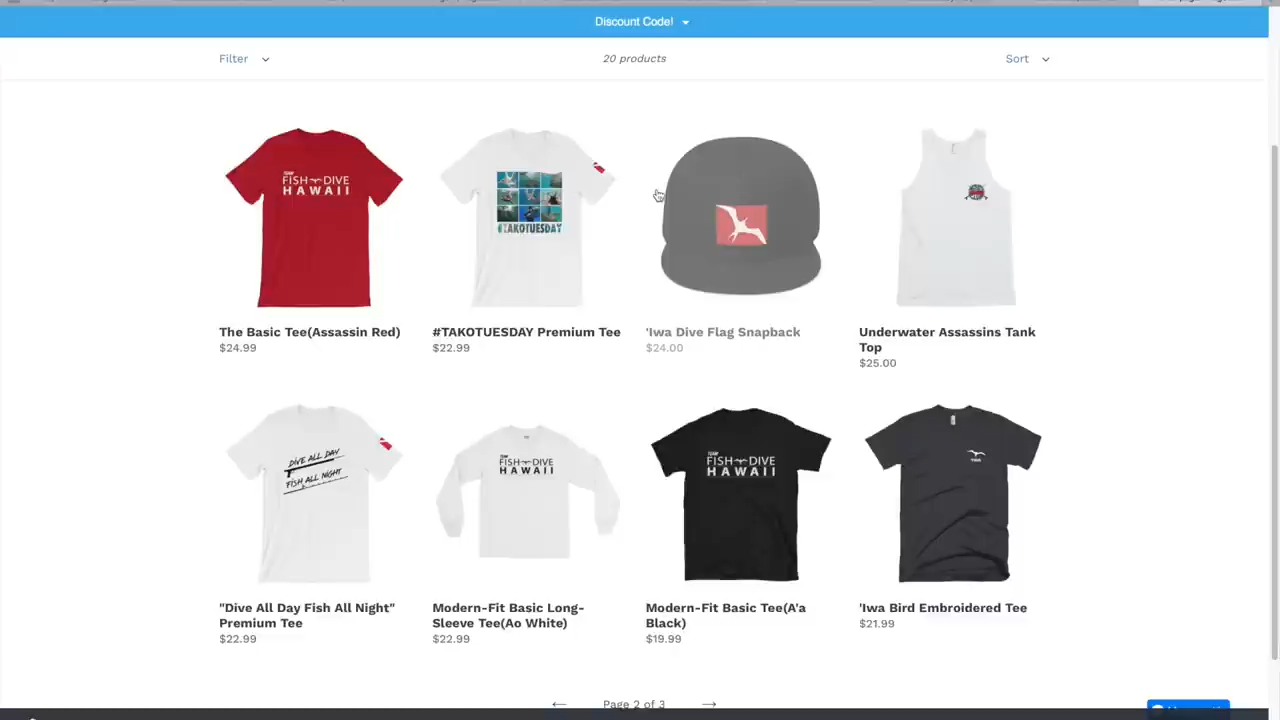 Discount Code!
Filter
20 products
Sort
TEAM
FISH DIVE
HAWAII
#TAKOTUESDAY
The Basic Tee(Assassin Red)
$24.99
#TAKOTUESDAY Premium Tee
$22.99
'Iwa Dive Flag Snapback
$24.00
Underwater Assassins Tank
Top
$25.00
DIVE ALL DAY
FISH ALL NIGHT
TEAM
FISH DIVE
HAWAII
TEAM
FISH DIVE
HAWAII
"Dive All Day Fish All Night"
Premium Tee
$22.99
Modern-Fit Basic Long-
Sleeve Tee(Ao White)
$22.99
Modern-Fit Basic Tee(A'a
Black)
$19.99
'Iwa Bird Embroidered Tee
$21.99
Page 2 of 3